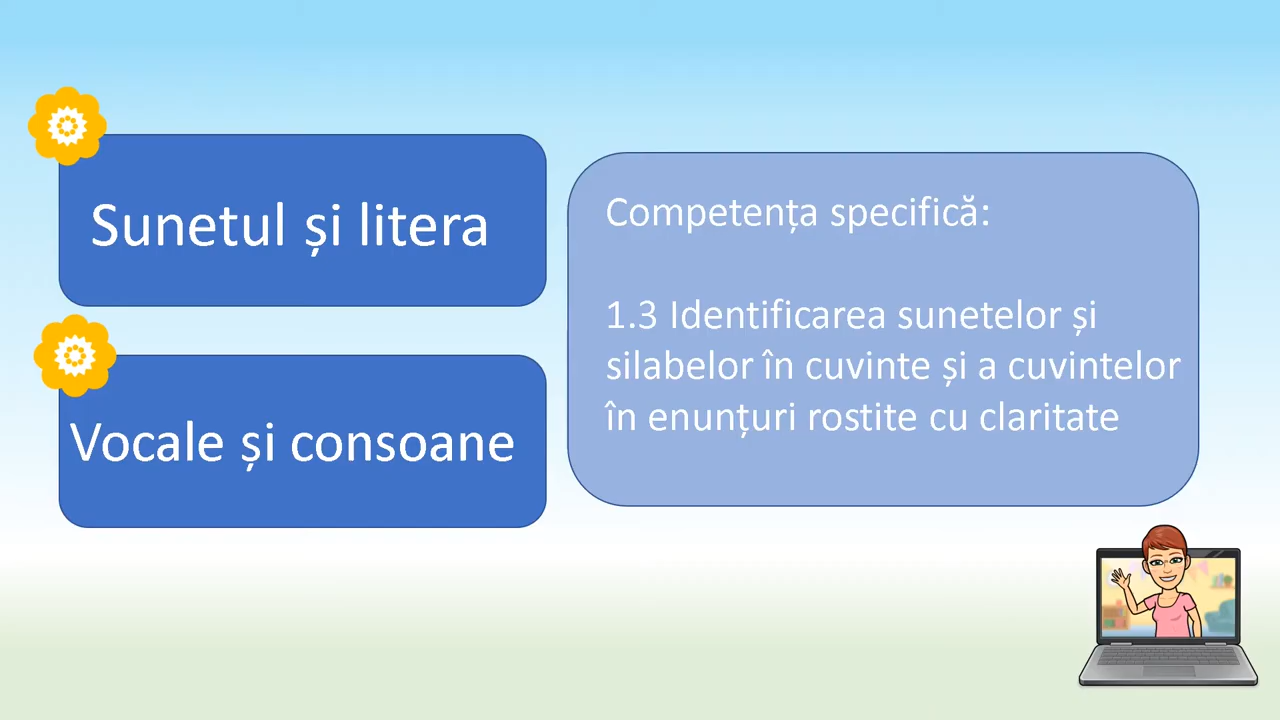 Sunetul și litera
Vocale și consoane
Competența specifică:
1.3 Identificarea sunetelor și
silabelor în cuvinte și a cuvintelor
în enunțuri rostite cu claritate